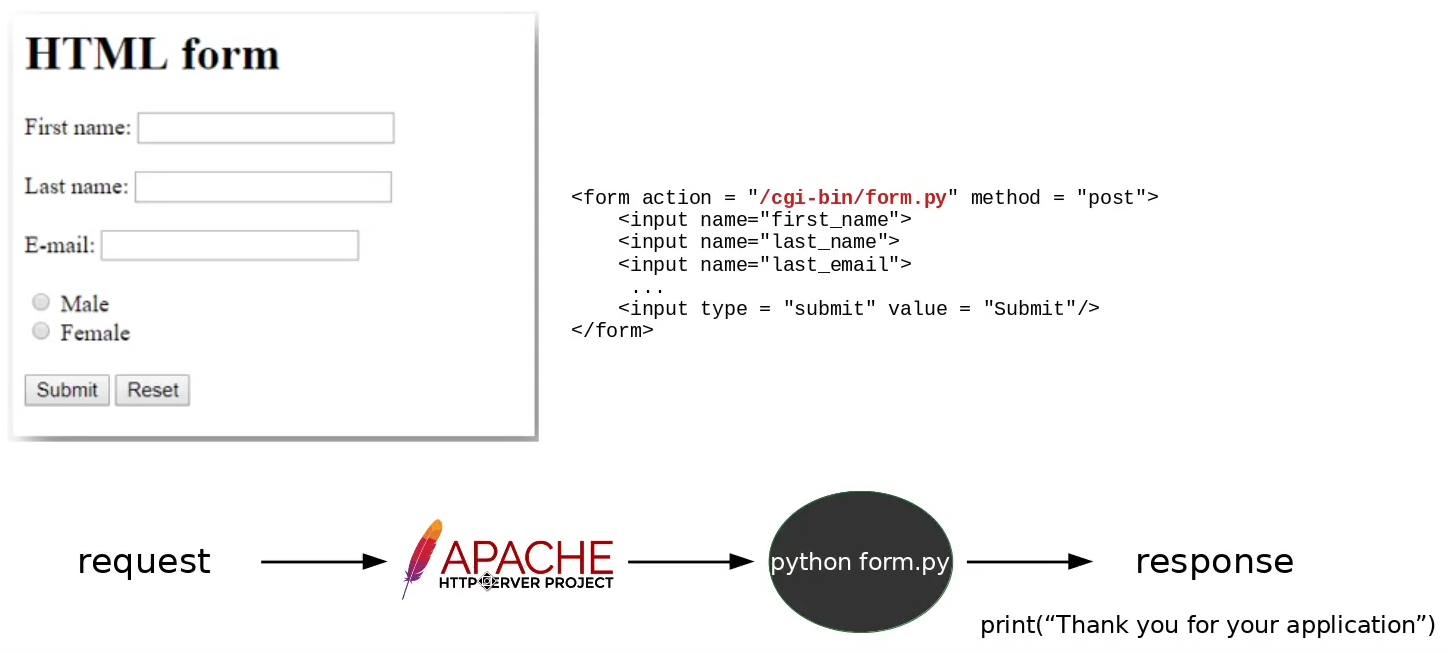 HTML form
First name:
Last name:
E-mail:
Male
Female
Submit Reset
<form action = "/cgi-bin/form.py" method = "post">
    <input name="first_name">
    <input name="last_name">
    <input name="last_email">
     ...
    <input type = "submit" value = "Submit"/>
</form>
request
APACHE
HTTP SERVER PROJECT
python form.py
response
print(“Thank you for your application”)